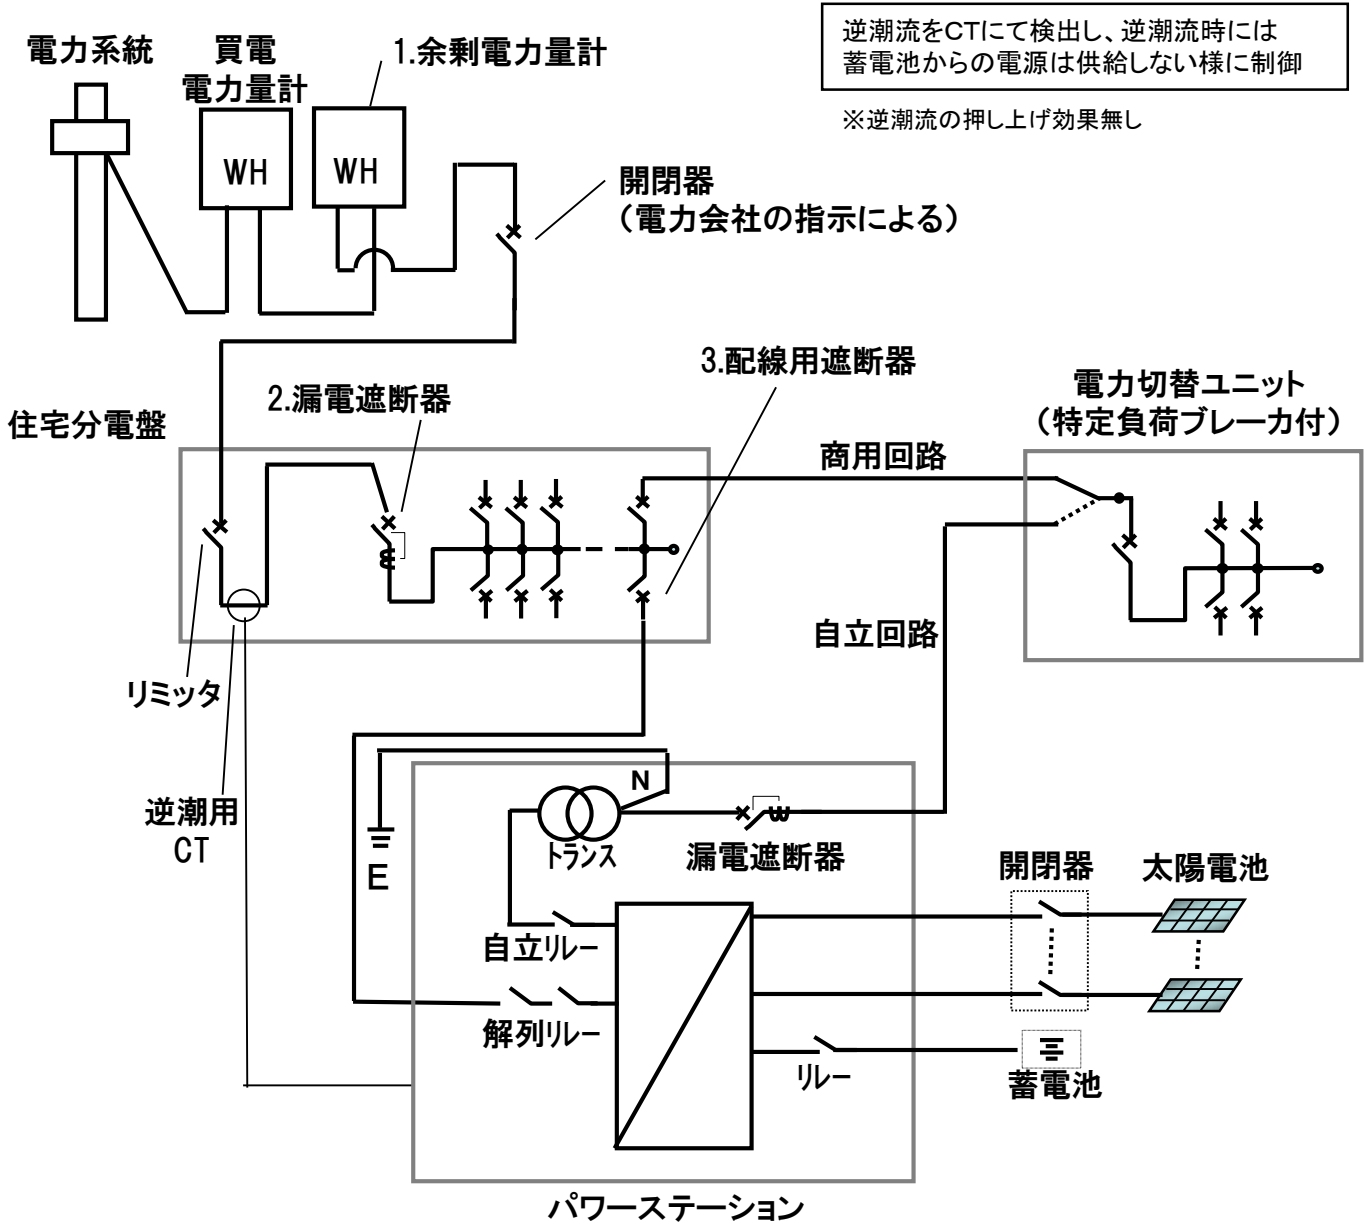 逆潮流をCTにて検出し、逆潮流時には
蓄電池からの電源は供給しない様に制御
※逆潮流の押し上げ効果無し
電力系統
買電
電力量計
1.余剰電力量計
WH
WH
開閉器
（電力会社の指示による）
3.配線用遮断器
2.漏電遮断器
住宅分電盤
電力切替ユニット
（特定負荷ブレーカ付）
商用回路
自立回路
リミッタ
逆潮用
CT
N
E
トランス
漏電遮断器
開閉器
太陽電池
自立リレー
解列リレー
リレー
蓄電池
パワーステーション